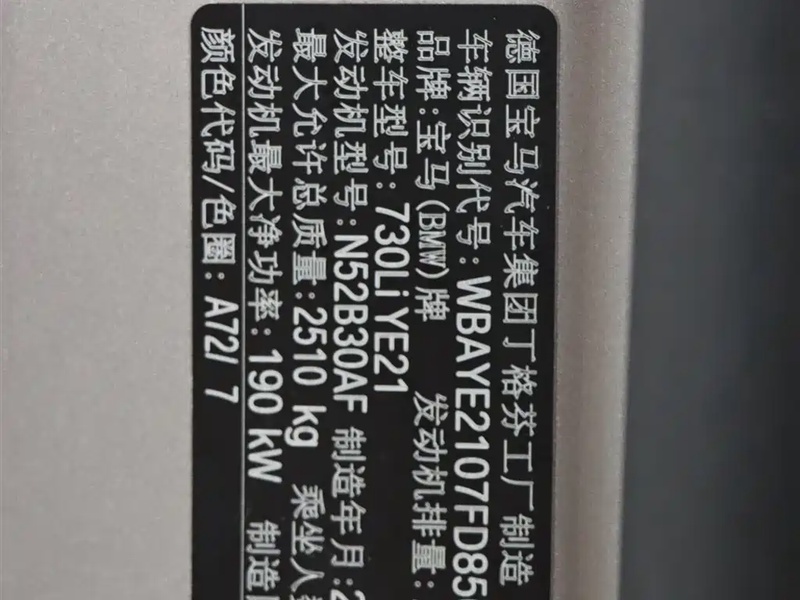 德国宝马汽车集团丁格芬工厂 制造
车辆识别代号: WBAYE2107FD85
品牌:宝马(BMW)牌 发动机排量:
整车型号: 730Li YE21
发动机型号: N52B30AF 制造年月:2
最大允许总质量: 2510 kg 乘坐人
发动机最大净功率: 190 kW 制造
颜色代码/色圈: A72/ 7